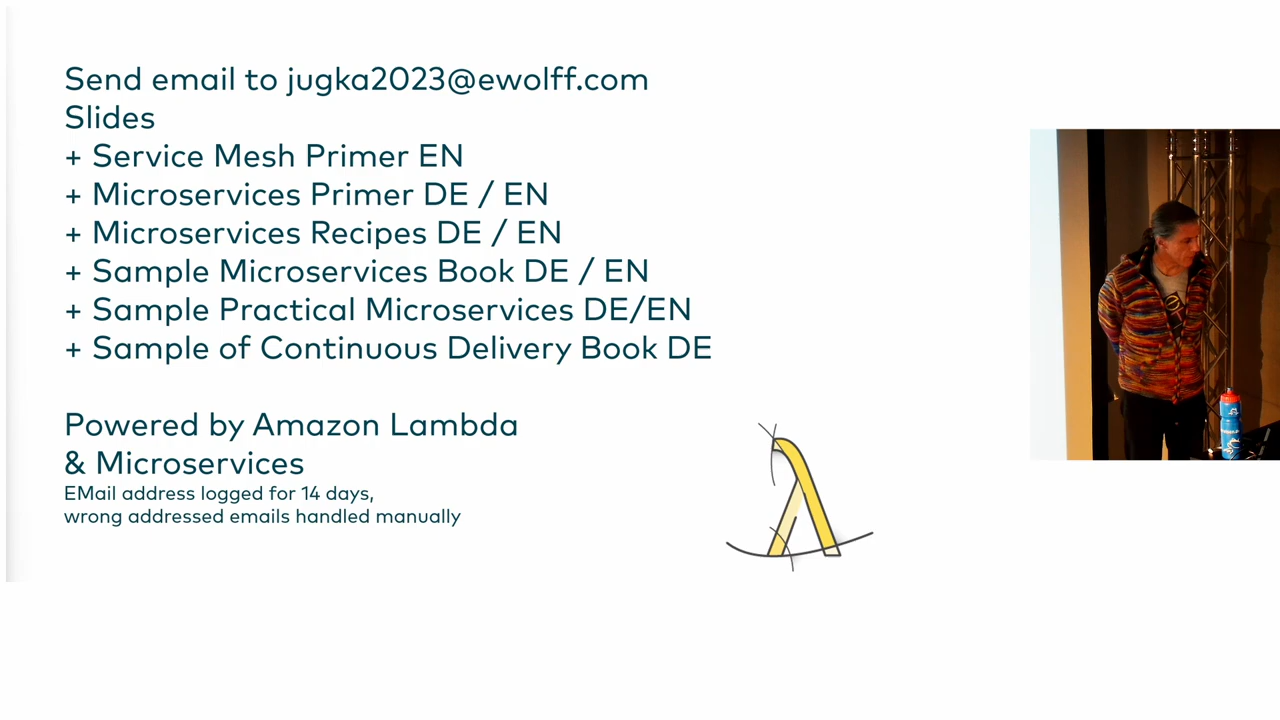 Send email to jugka2023@ewolff.com
Slides
+ Service Mesh Primer EN
+ Microservices Primer DE / EN
+ Microservices Recipes DE / EN
+ Sample Microservices Book DE / EN
+ Sample Practical Microservices DE/EN
+ Sample of Continuous Delivery Book DE
Powered by Amazon Lambda
& Microservices
EMail address logged for 14 days,
wrong addressed emails handled manually